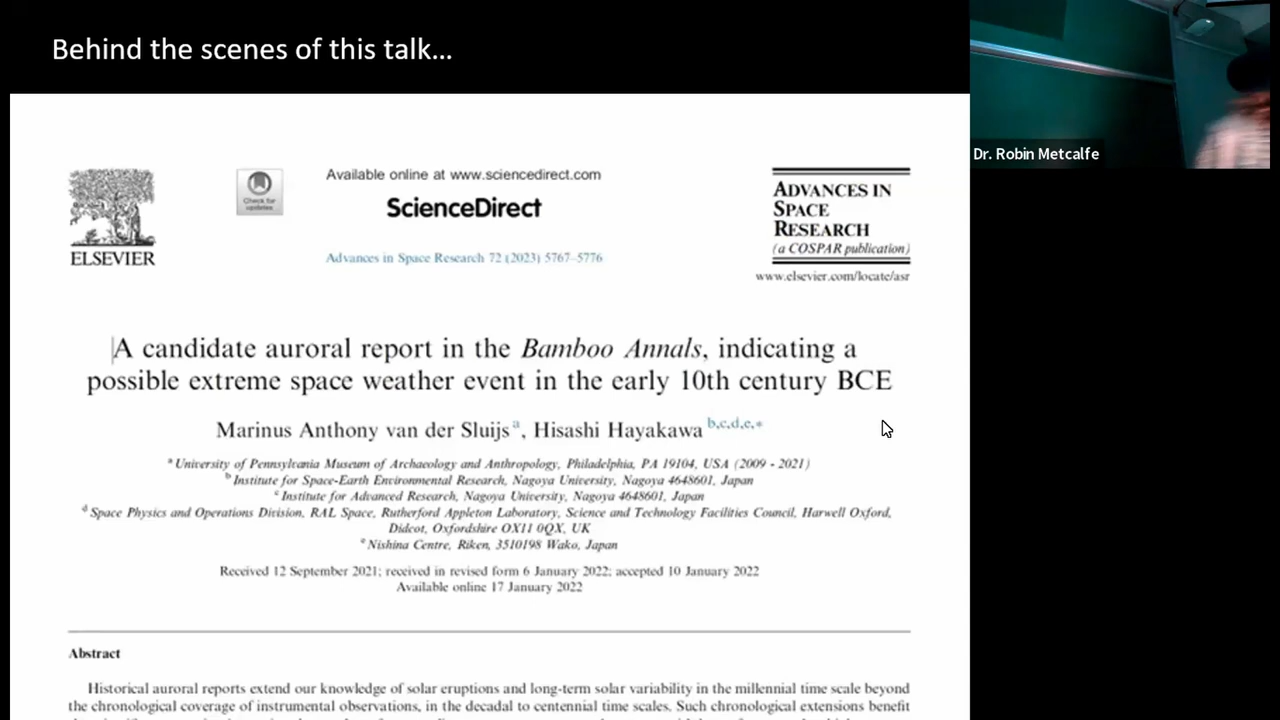 Behind the scenes of this talk...
Dr. Robin Metcalfe
ELSEVIER
Check for
updates
Available online at www.sciencedirect.com
ScienceDirect
Advances in Space Research 72 (2023) 5767–5776
ADVANCES IN
SPACE
RESEARCH
(a COSPAR publication)
www.elsevier.com/locate/asr
A candidate auroral report in the Bamboo Annals, indicating a
possible extreme space weather event in the early 10th century BCE
Marinus Anthony van der Sluijs a, Hisashi Hayakawa b,c,d,e,*
a University of Pennsylvania Museum of Archaeology and Anthropology, Philadelphia, PA 19104, USA (2009 - 2021)
b Institute for Space-Earth Environmental Research, Nagoya University, Nagoya 4648601, Japan
c Institute for Advanced Research, Nagoya University, Nagoya 4648601, Japan
d Space Physics and Operations Division, RAL Space, Rutherford Appleton Laboratory, Science and Technology Facilities Council, Harwell Oxford,
Didcot, Oxfordshire OX11 0QX, UK
e Nishina Centre, Riken, 3510198 Wako, Japan
Received 12 September 2021; received in revised form 6 January 2022; accepted 10 January 2022
Available online 17 January 2022
Abstract
Historical auroral reports extend our knowledge of solar eruptions and long-term solar variability in the millennial time scale beyond
the chronological coverage of instrumental observations, in the decadal to centennial time scales. Such chronological extensions benefit